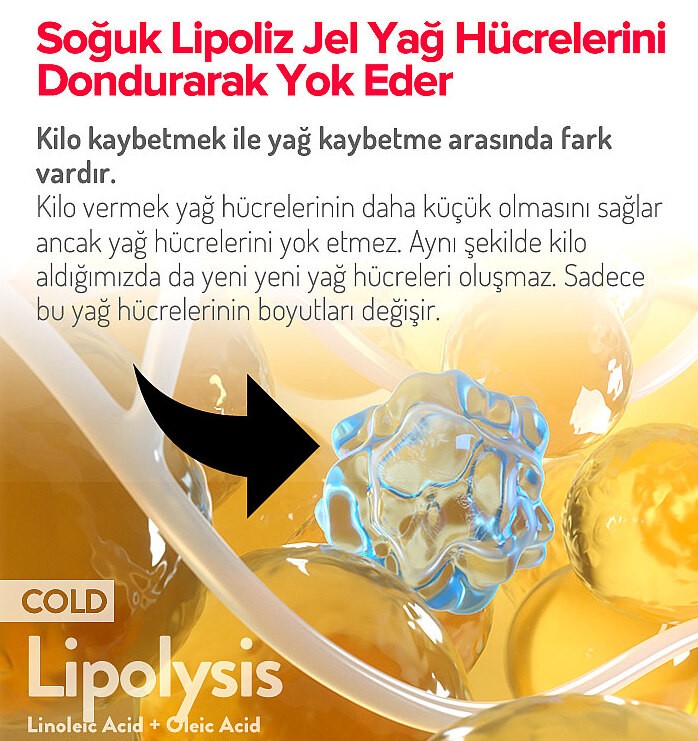 Soğuk Lipoliz Jel Yağ Hücrelerini
Dondurarak Yok Eder
Kilo kaybetmek ile yağ kaybetme arasında fark
vardır.
Kilo vermek yağ hücrelerinin daha küçük olmasını sağlar
ancak yağ hücrelerini yok etmez. Aynı şekilde kilo
aldığımızda da yeni yeni yağ hücreleri oluşmaz. Sadece
bu yağ hücrelerinin boyutları değişir.
COLD
Lipolysis
Linoleic Acid + Oleic Acid